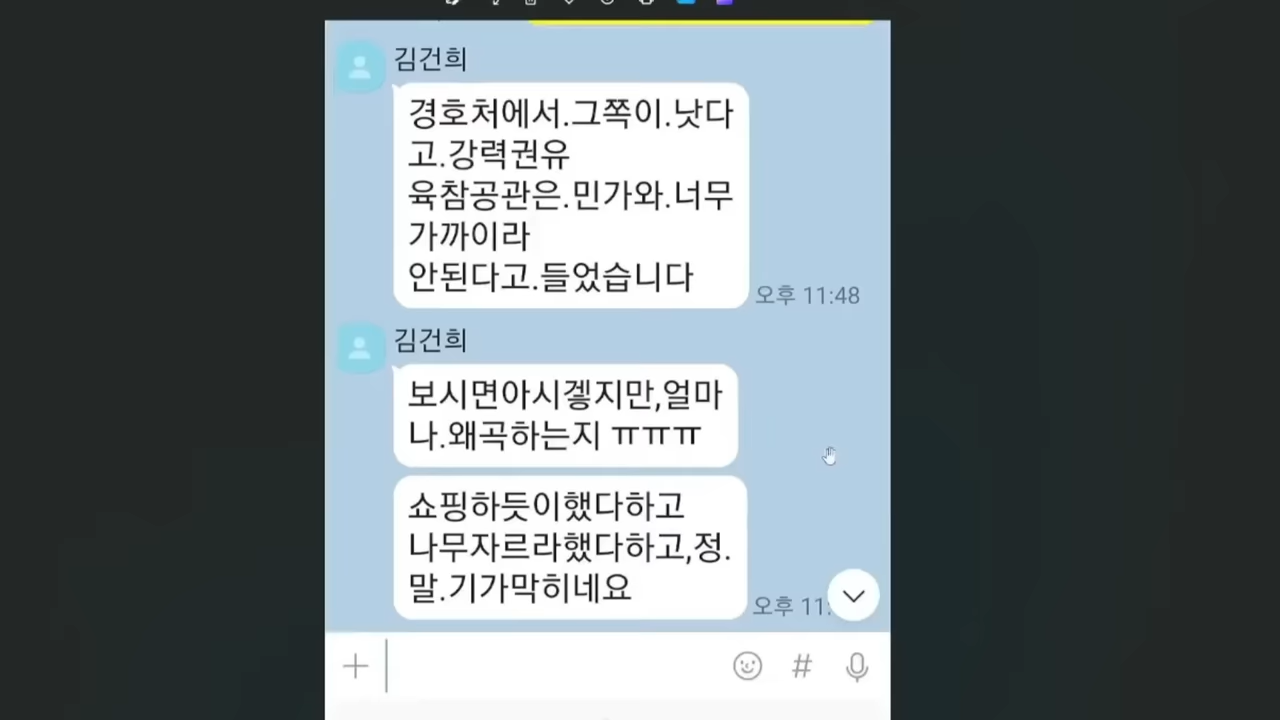 김건희
경호처에서.그쪽이.낫다
고.강력권유
육참공관은.민가와.너무
가까이라
안된다고.들었습니다
오후 11:48
김건희
보시면아시겧지만,얼마
나.왜곡하는지 ㅠㅠㅠ
쇼핑하듯이했다하고
나무자르라했다하고,정.
말.기가막히네요
오후 11:
#